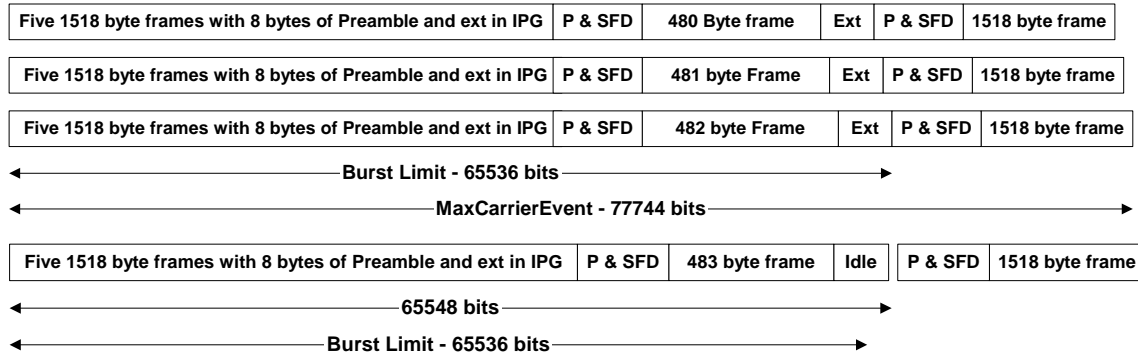 Five 1518 byte frames with 8 bytes of Preamble and ext in IPG P & SFD 480 Byte frame Ext P & SFD 1518 byte frame
Five 1518 byte frames with 8 bytes of Preamble and ext in IPG P & SFD 481 byte Frame Ext P & SFD 1518 byte frame
Five 1518 byte frames with 8 bytes of Preamble and ext in IPG P & SFD 482 byte Frame Ext P & SFD 1518 byte frame
Burst Limit - 65536 bits
MaxCarrierEvent - 77744 bits
Five 1518 byte frames with 8 bytes of Preamble and ext in IPG P & SFD 483 byte frame Idle P & SFD 1518 byte frame
65548 bits
Burst Limit - 65536 bits